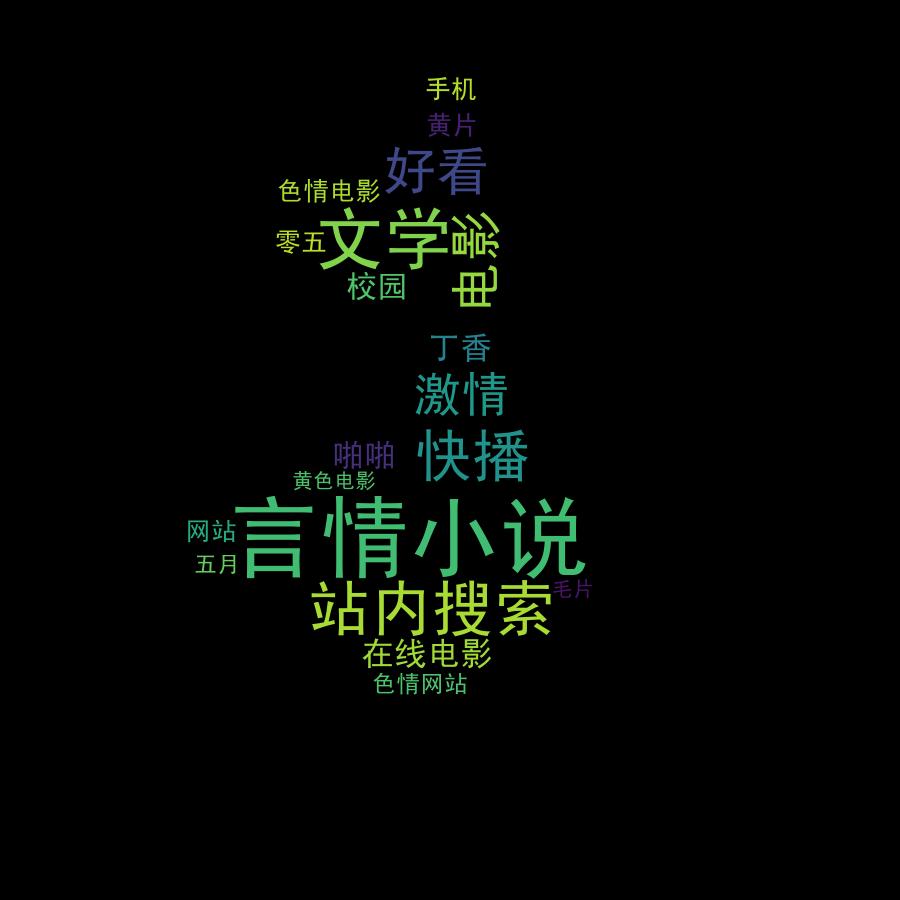 手机
黄片
好看
色情电影
文学
电影
零五
校园
丁香
激情
快播
啪啪
黄色电影
言情小说
网站
五月
站内搜索
毛片
在线电影
色情网站